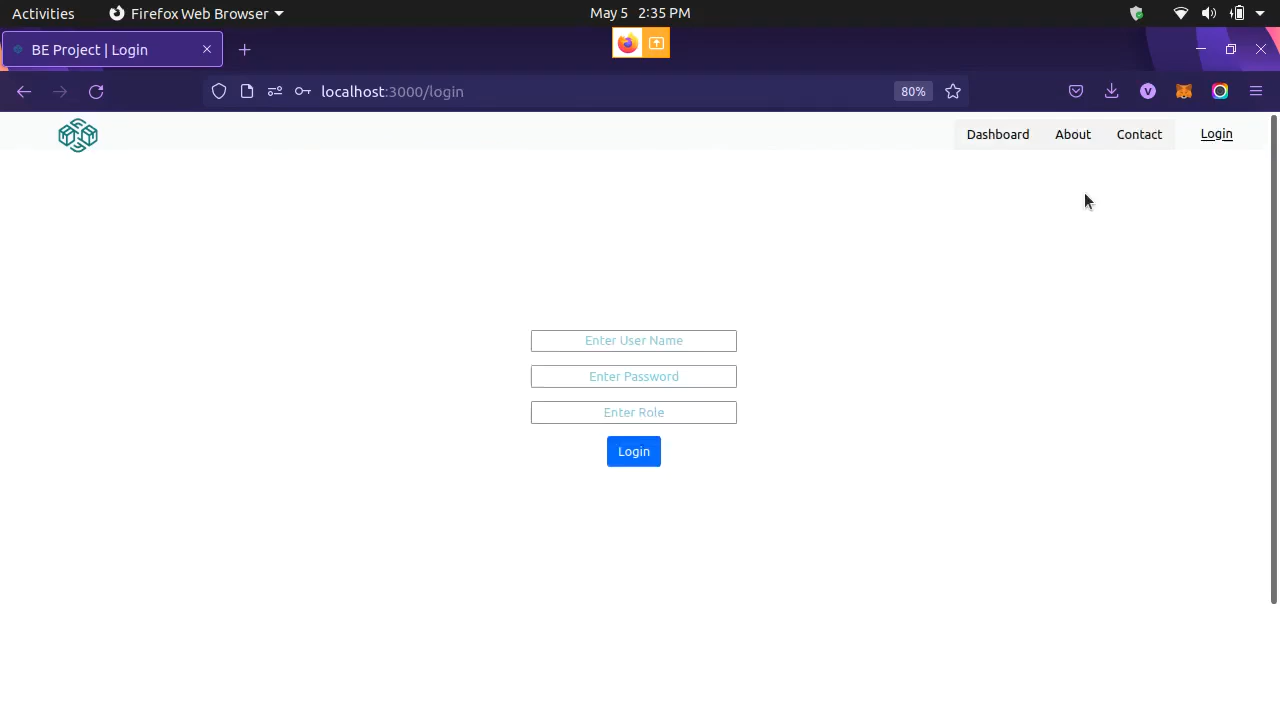 Activities Firefox Web Browser May 5 2:35 PM
BE Project | Login
localhost:3000/login 80% V
Dashboard About Contact Login
Enter User Name
Enter Password
Enter Role
Login